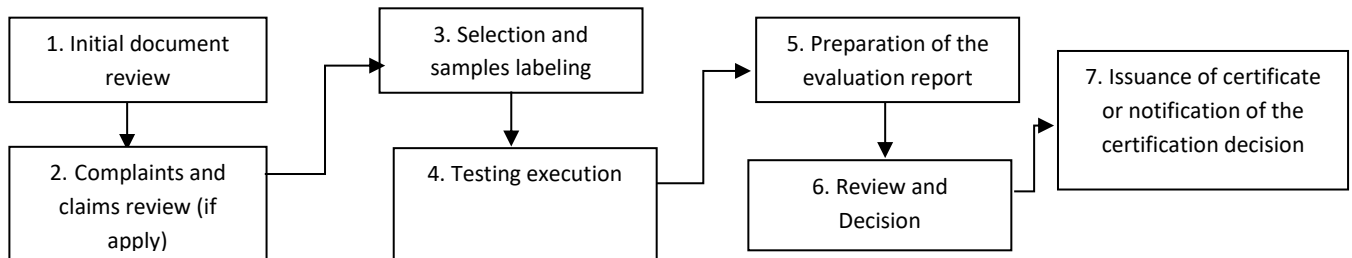 1. Initial document
review
2. Complaints and
claims review (if
apply)
3. Selection and
samples labeling
4. Testing execution
5. Preparation of the
evaluation report
6. Review and
Decision
7. Issuance of certificate
or notification of the
certification decision